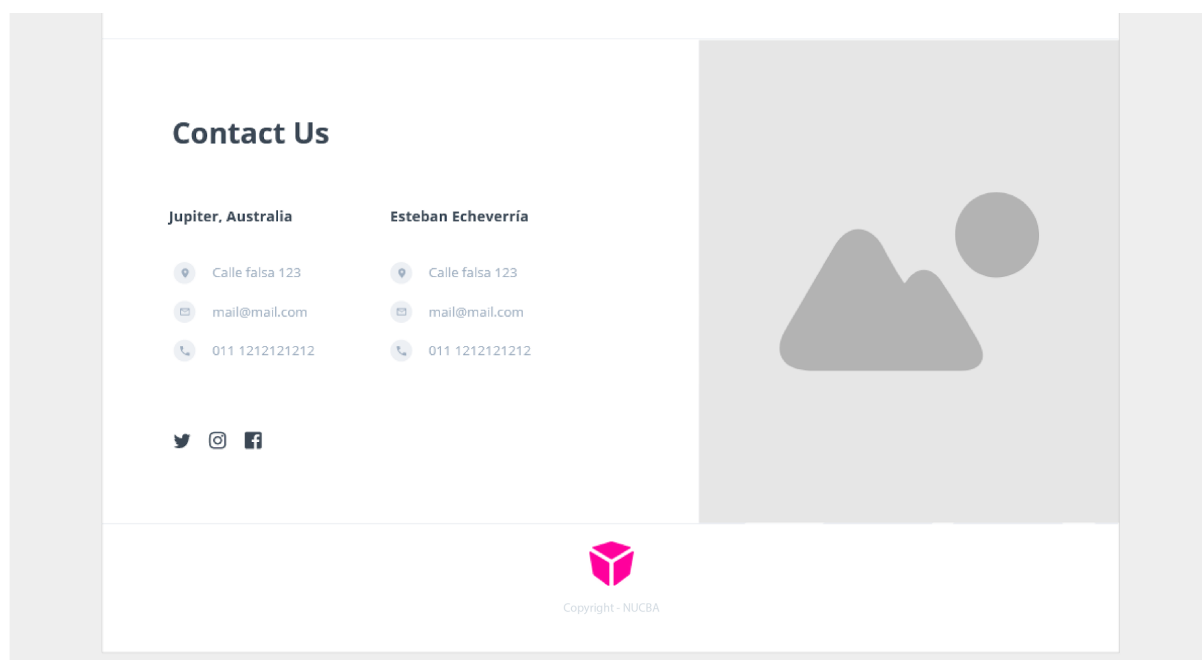 Contact Us
Jupiter, Australia
Calle falsa 123
mail@mail.com
011 1212121212
Esteban Echeverría
Calle falsa 123
mail@mail.com
011 1212121212
Copyright - NUCBA